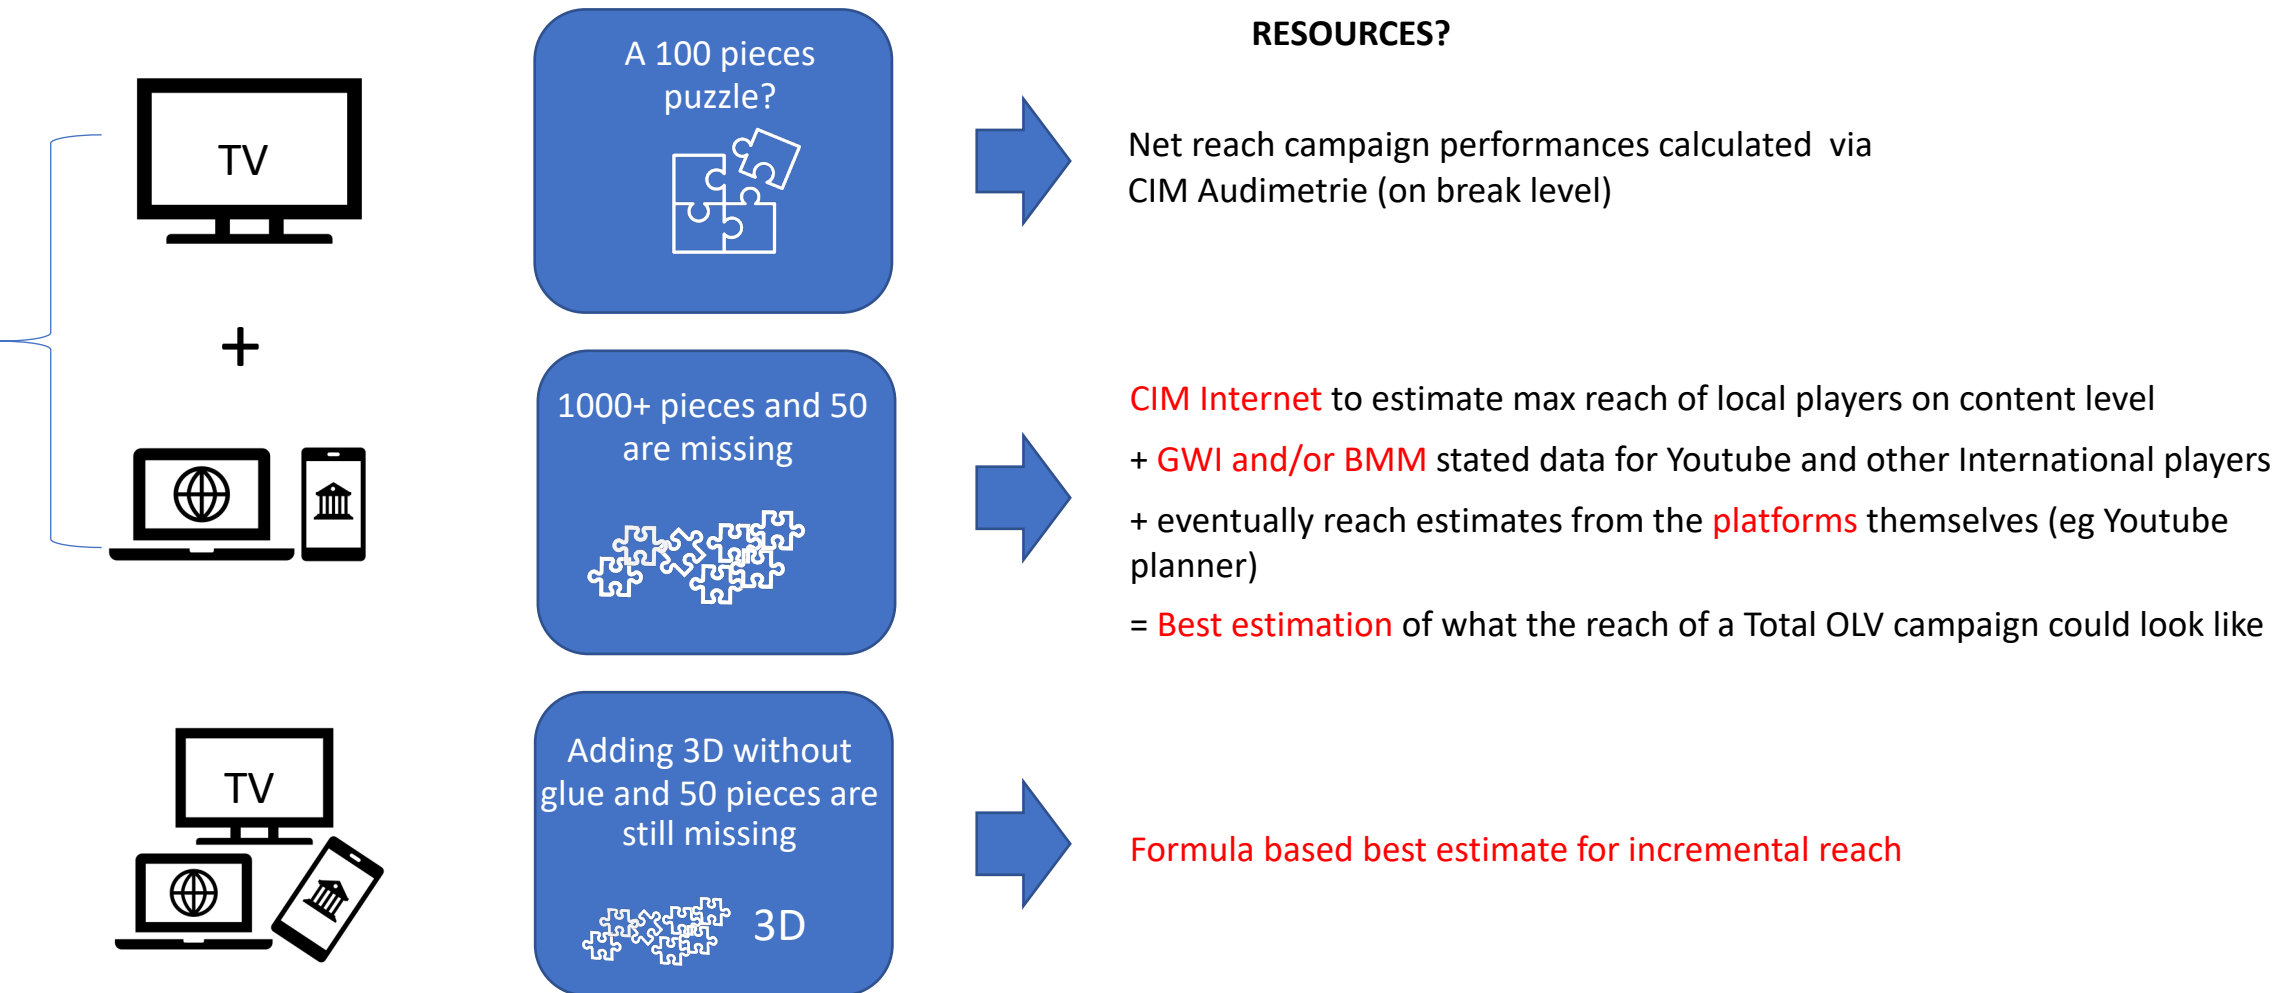 RESOURCES?
TV
A 100 pieces
puzzle?
Net reach campaign performances calculated via
CIM Audimetrie (on break level)
+
1000+ pieces and 50
are missing
CIM Internet to estimate max reach of local players on content level
+ GWI and/or BMM stated data for Youtube and other International players
+ eventually reach estimates from the platforms themselves (eg Youtube
planner)
= Best estimation of what the reach of a Total OLV campaign could look like
TV
Adding 3D without
glue and 50 pieces are
still missing
3D
Formula based best estimate for incremental reach